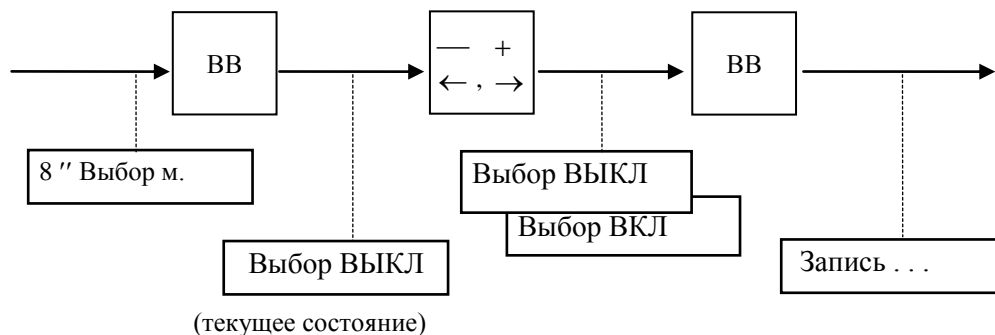 ВВ
— +
← , →
ВВ
8 ″ Выбор м.
Выбор ВЫКЛ
Выбор ВКЛ
Выбор ВЫКЛ
Запись . . .
(текущее состояние)